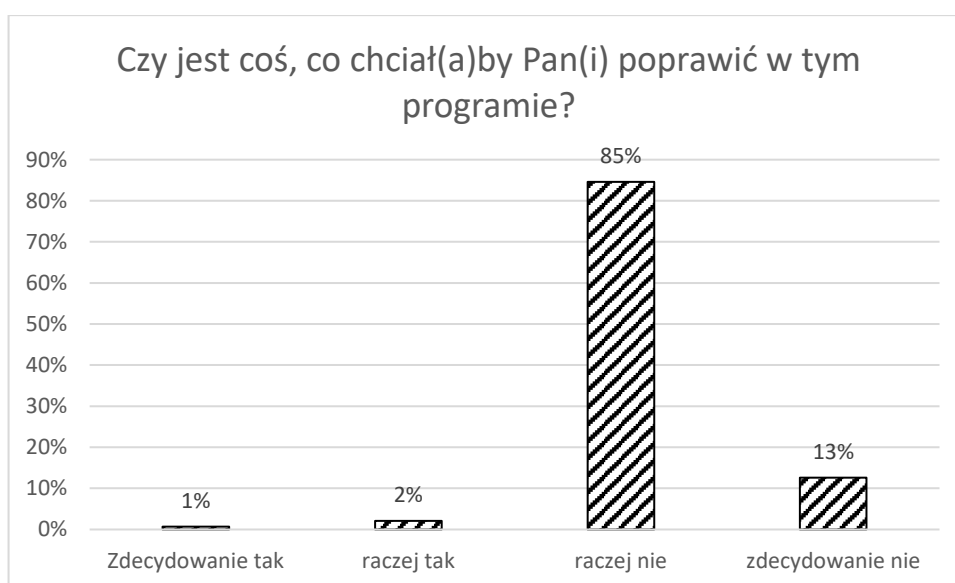 Czy jest coś, co chciał(a)by Pan(i) poprawić w tym
programie?
90%
80%
70%
60%
50%
40%
30%
20%
10%
0%
1%
2%
85%
13%
Zdecydowanie tak
raczej tak
raczej nie
zdecydowanie nie